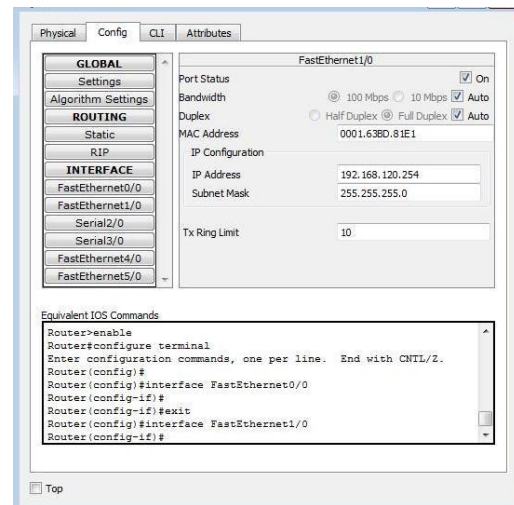 Physical Config CLI Attributes
GLOBAL
Settings
Algorithm Settings
ROUTING
Static
RIP
INTERFACE
FastEthernet0/0
FastEthernet1/0
Serial2/0
Serial3/0
FastEthernet4/0
FastEthernet5/0
FastEthernet1/0
Port Status On
Bandwidth 100 Mbps 10 Mbps Auto
Duplex Half Duplex Full Duplex Auto
MAC Address 0001.63BD.81E1
IP Configuration
IP Address 192.168.120.254
Subnet Mask 255.255.255.0
Tx Ring Limit 10
Equivalent IOS Commands
Router>enable
Router#configure terminal
Enter configuration commands, one per line. End with CNTL/Z.
Router(config)#
Router(config)#interface FastEthernet0/0
Router(config-if)#
Router(config-if)#exit
Router(config)#interface FastEthernet1/0
Router(config-if)#
Top